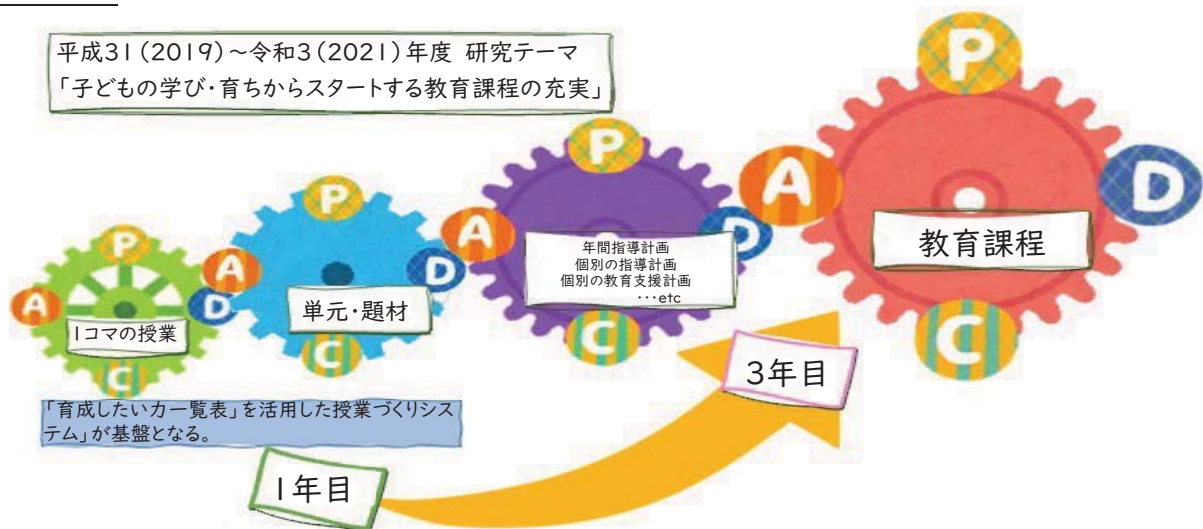 平成31(2019)～令和3(2021)年度 研究テーマ
「子どもの学び・育ちからスタートする教育課程の充実」
P
A
D
C
1コマの授業
P
A
D
C
単元・題材
P
A
D
C
年間指導計画
個別の指導計画
個別の教育支援計画
･･･etc
P
A
D
C
教育課程
「育成したい力一覧表」を活用した授業づくりシス
テム」が基盤となる。
1年目
3年目